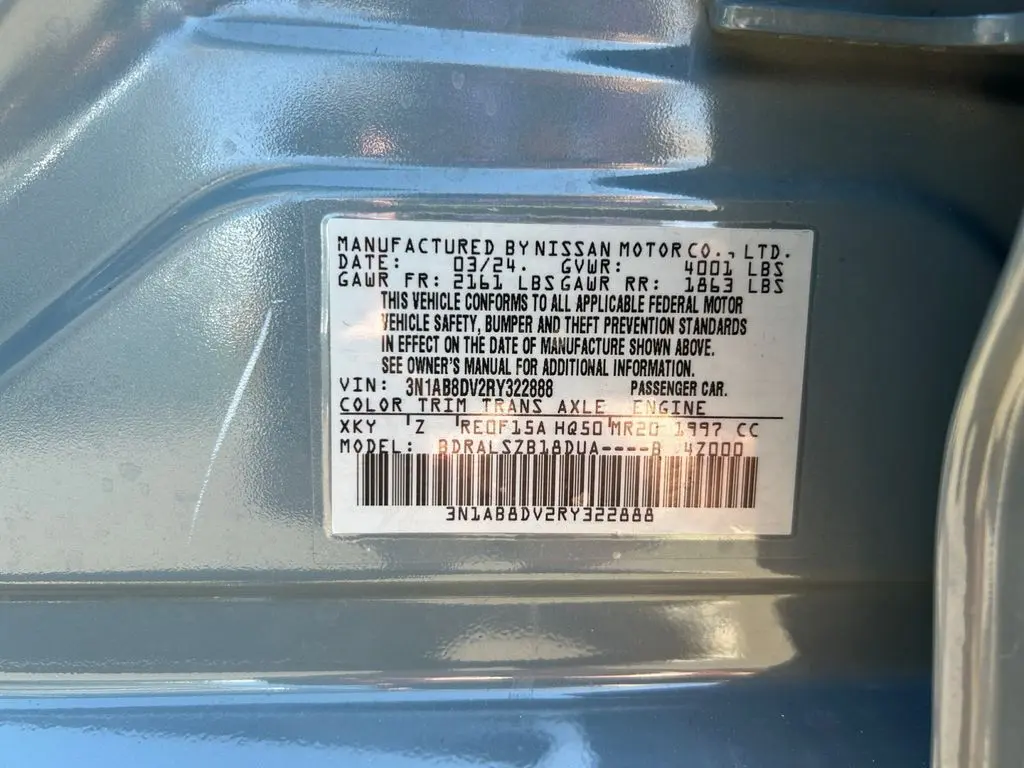 MANUFACTURED BY NISSAN MOTOR CO., LTD.
DATE: 03/24. GVWR: 4001 LBS
GAWR FR: 2161 LBS GAWR RR: 1863 LBS
THIS VEHICLE CONFORMS TO ALL APPLICABLE FEDERAL MOTOR
VEHICLE SAFETY, BUMPER AND THEFT PREVENTION STANDARDS
IN EFFECT ON THE DATE OF MANUFACTURE SHOWN ABOVE.
SEE OWNER'S MANUAL FOR ADDITIONAL INFORMATION.
VIN: 3N1AB8DV2RY322888 PASSENGER CAR.
COLOR TRIM TRANS AXLE ENGINE
XKY Z RE0F15A HQ50 MR20 1997 CC
MODEL: BDRALSZB18DUA----B 4Z000
3N1AB8DV2RY322888